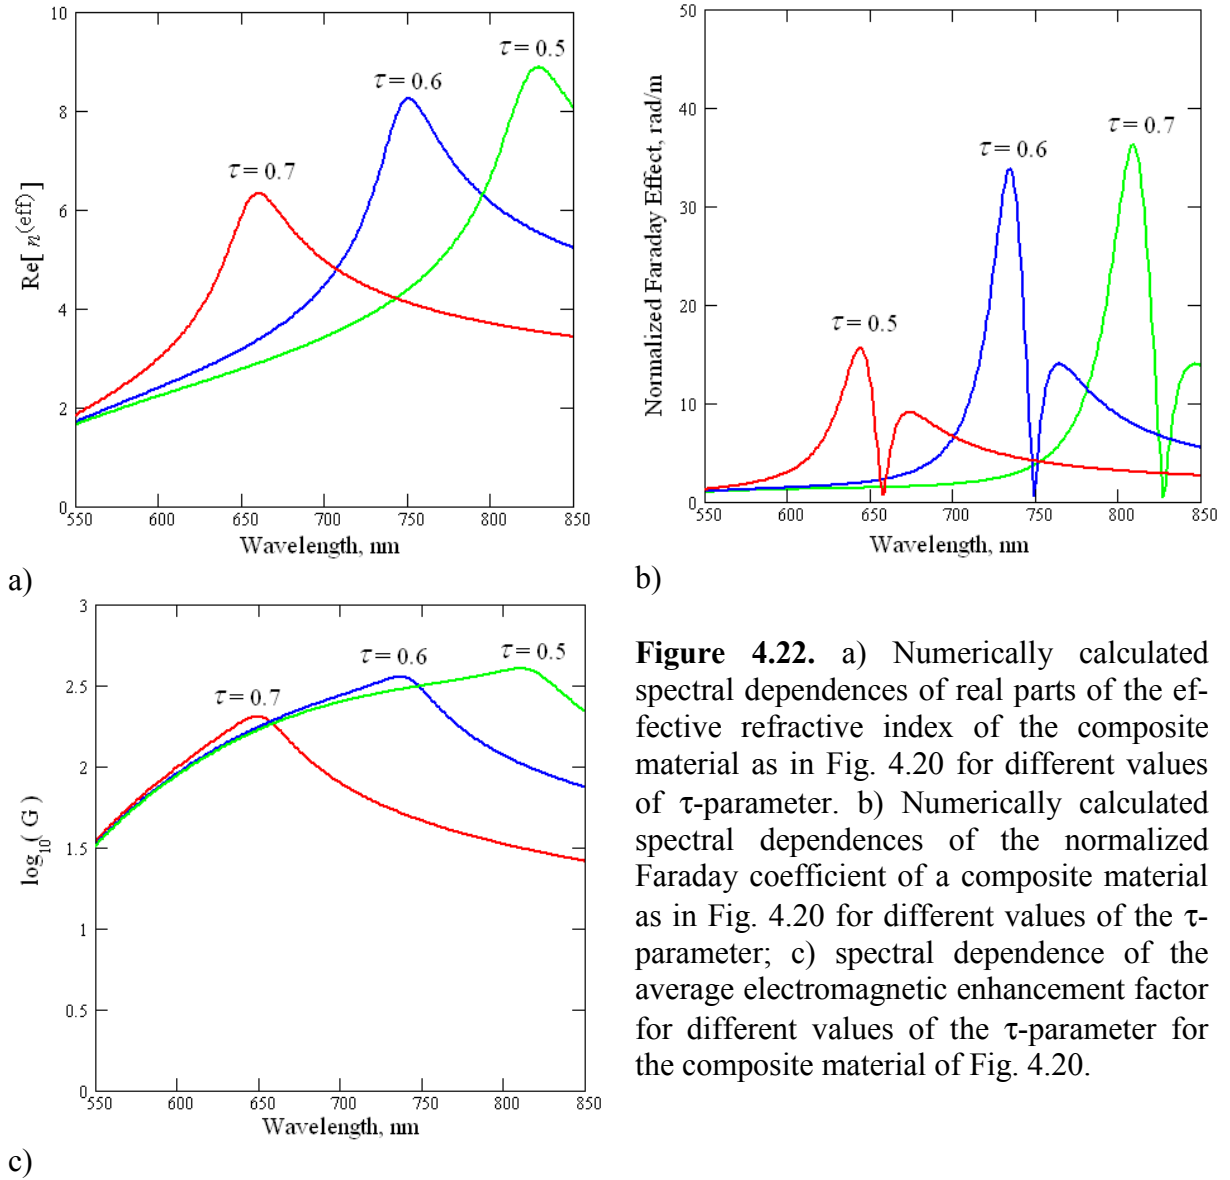 10
8
6
4
2
0
Re[ n(eff)]
τ = 0.7
τ = 0.6
τ = 0.5
550 600 650 700 750 800 850
Wavelength, nm
a)
50
40
30
20
10
0
Normalized Faraday Effect, rad/m
τ = 0.5
τ = 0.6
τ = 0.7
550 600 650 700 750 800 850
Wavelength, nm
b)
3
2.5
2
1.5
1
0.5
0
log10( G )
τ = 0.7
τ = 0.6
τ = 0.5
550 600 650 700 750 800 850
Wavelength, nm
c)
Figure 4.22. a) Numerically calculated
spectral dependences of real parts of the ef-
fective refractive index of the composite
material as in Fig. 4.20 for different values
of τ-parameter. b) Numerically calculated
spectral dependences of the normalized
Faraday coefficient of a composite material
as in Fig. 4.20 for different values of the τ-
parameter; c) spectral dependence of the
average electromagnetic enhancement factor
for different values of the τ-parameter for
the composite material of Fig. 4.20.